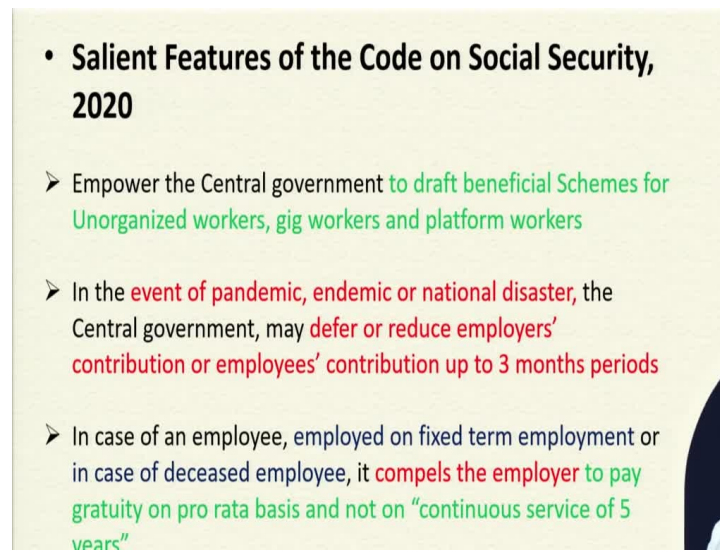 • Salient Features of the Code on Social Security,
2020
➢ Empower the Central government to draft beneficial Schemes for
Unorganized workers, gig workers and platform workers
➢ In the event of pandemic, endemic or national disaster, the
Central government, may defer or reduce employers'
contribution or employees' contribution up to 3 months periods
➢ In case of an employee, employed on fixed term employment or
in case of deceased employee, it compels the employer to pay
gratuity on pro rata basis and not on “continuous service of 5
years”